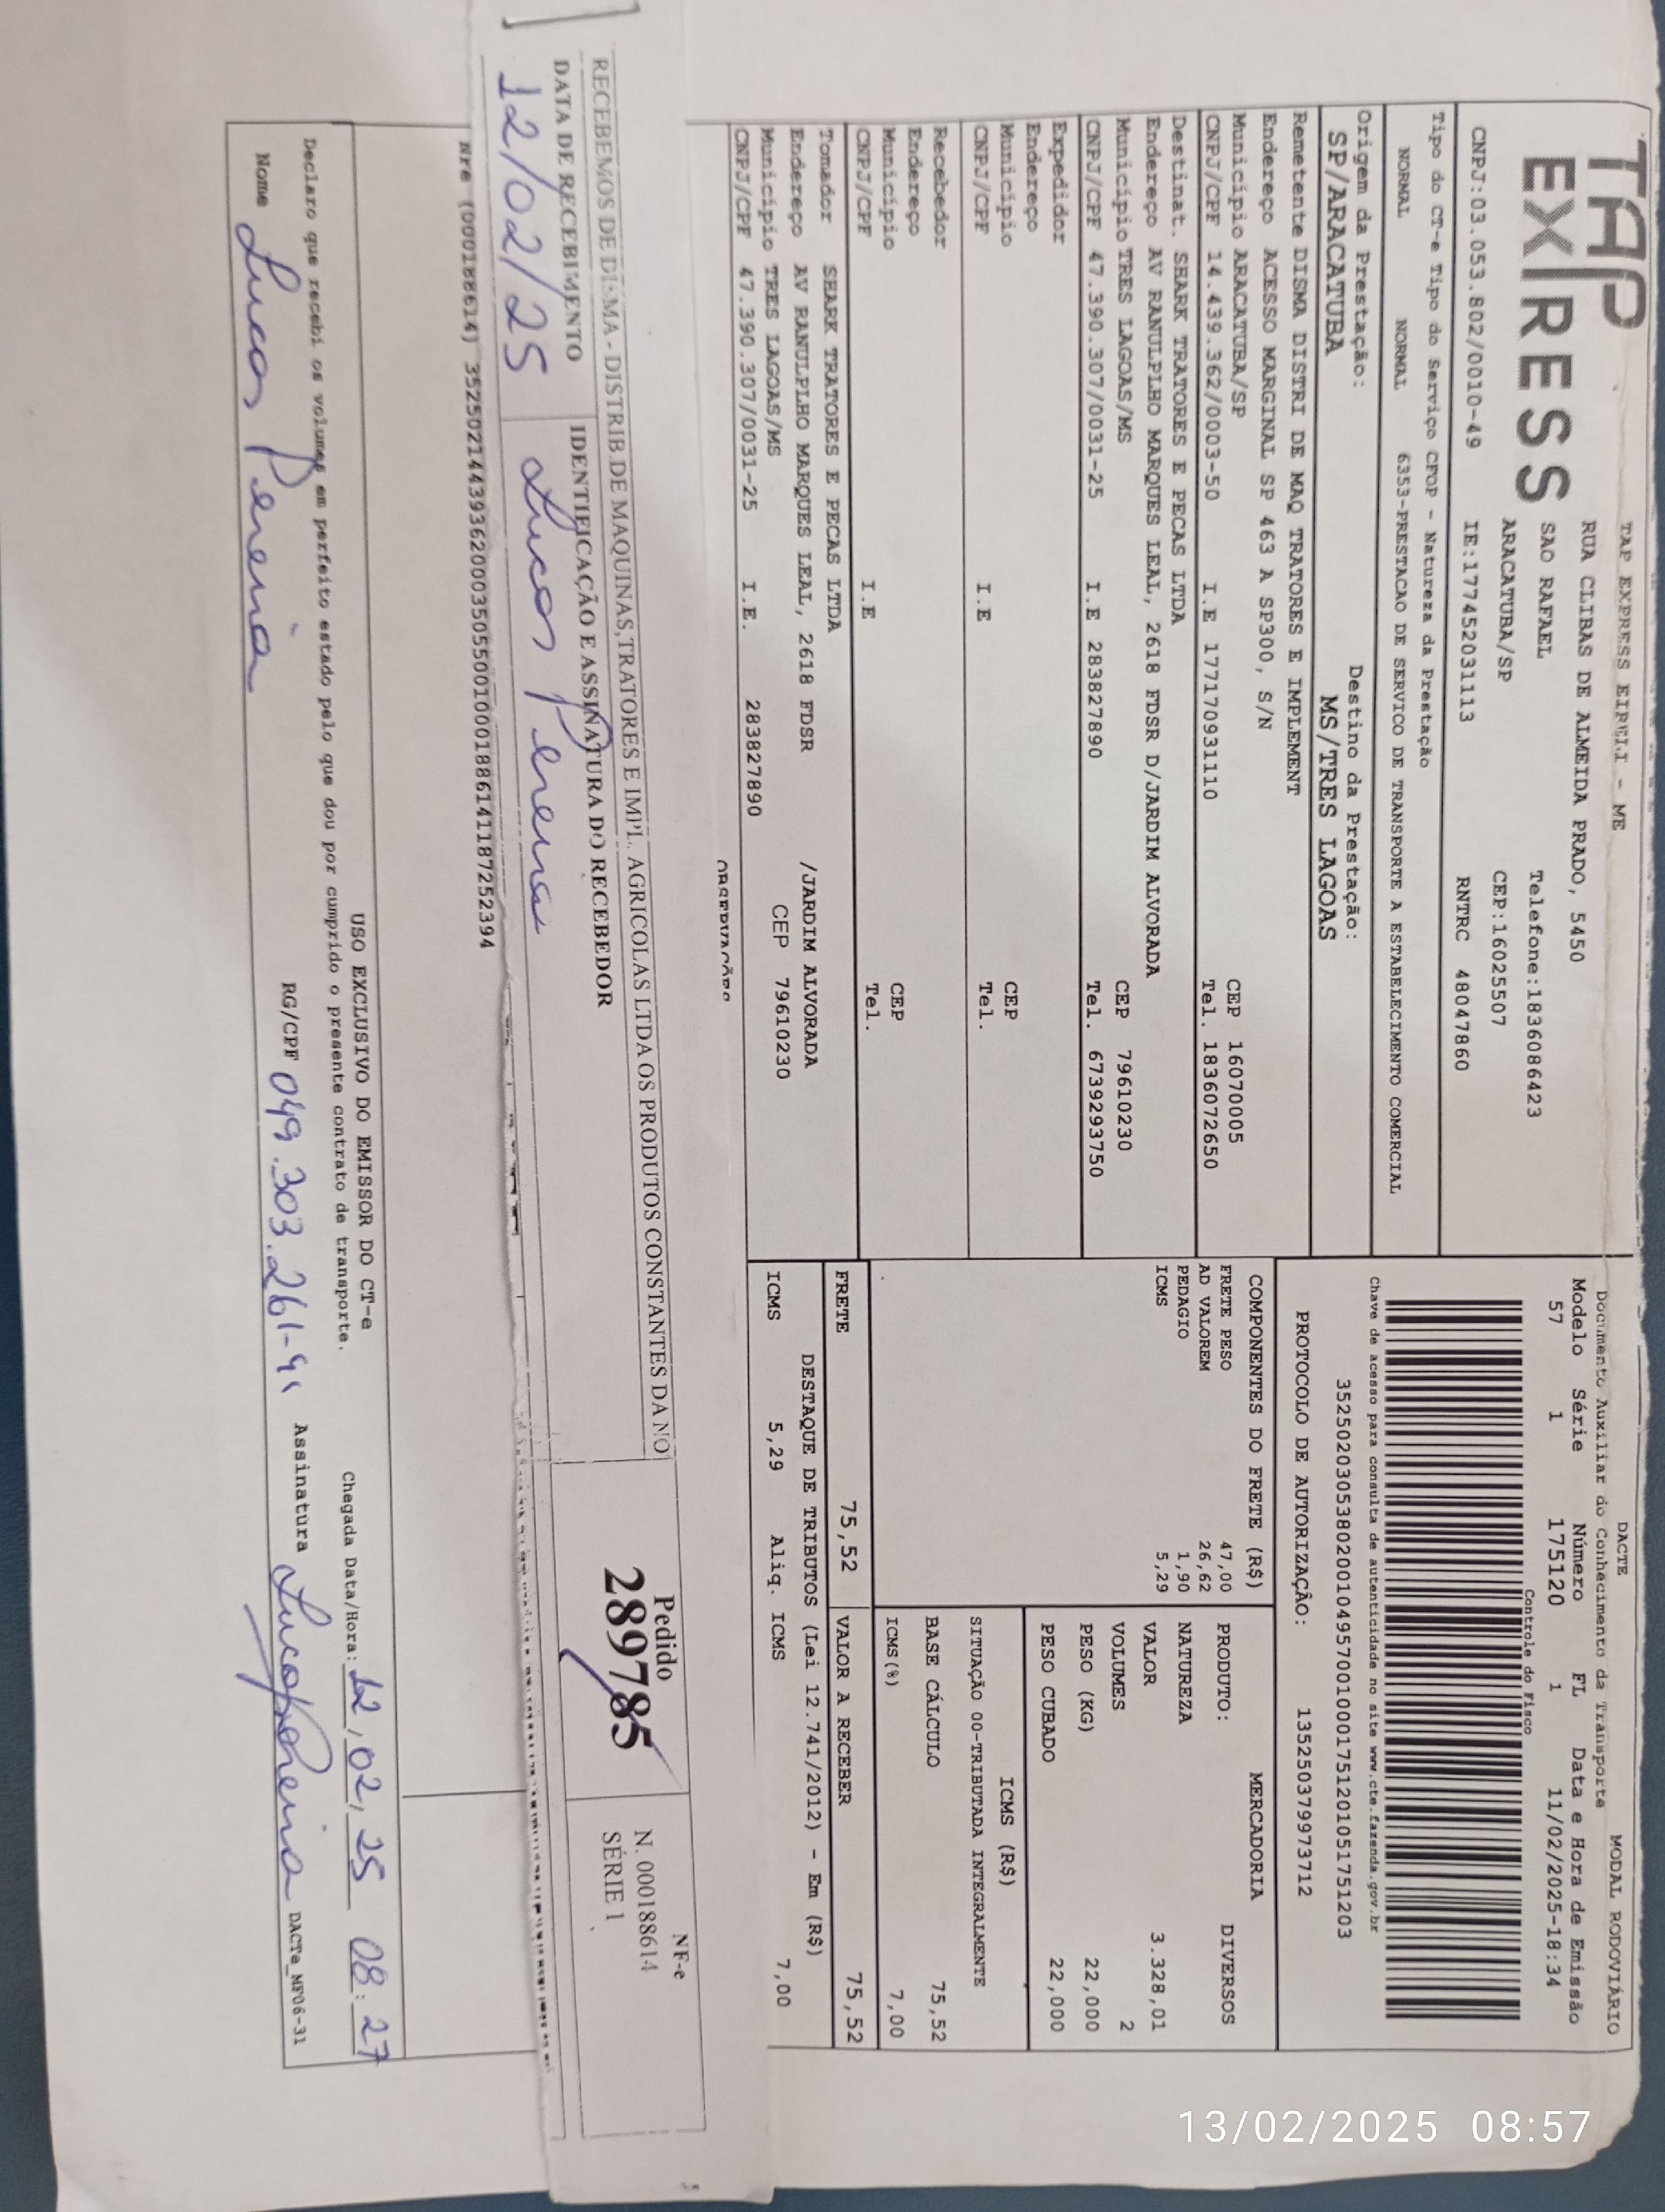 TAP
EXPRESS
TAP EXPRESS EIRELI - ME
RUA CLIBAS DE ALMEIDA PRADO, 5450
SAO RAFAEL Telefone:1836086423
ARACATUBA/SP CEP:16025507
CNPJ:03.053.802/0010-49 IE:177452031113 RNTRC 48047860
Tipo do CT-e Tipo do Serviço CFOP - Natureza da Prestação
NORMAL NORMAL 6353-PRESTACAO DE SERVICO DE TRANSPORTE A ESTABELECIMENTO COMERCIAL
Origem da Prestação: Destino da Prestação:
SP/ARACATUBA MS/TRES LAGOAS
Remetente DISMA DISTRI DE MAQ TRATORES E IMPLEMENT
Endereço ACESSO MARGINAL SP 463 A SP300, S/N
Município ARACATUBA/SP CEP 16070005
CNPJ/CPF 14.439.362/0003-50 I.E 177170931110 Tel. 1836072650
Destinat. SHARK TRATORES E PECAS LTDA
Endereço AV RANULPLHO MARQUES LEAL, 2618 FDSR D/JARDIM ALVORADA
Município TRES LAGOAS/MS CEP 79610230
CNPJ/CPF 47.390.307/0031-25 I.E 283827890 Tel. 6739293750
Expedidor
Endereço
Município CEP
CNPJ/CPF I.E Tel.
Recebedor
Endereço
Município CEP
CNPJ/CPF I.E Tel.
Tomador SHARK TRATORES E PECAS LTDA
Endereço AV RANULPLHO MARQUES LEAL, 2618 FDSR /JARDIM ALVORADA
Município TRES LAGOAS/MS CEP 79610230
CNPJ/CPF 47.390.307/0031-25 I.E. 283827890
DACTE MODAL RODOVIÁRIO
Documento Auxiliar do Conhecimento de Transporte
Modelo Série Número FL Data e Hora de Emissão
57 1 175120 1 11/02/2025-18:34
Controle do Fisco
Chave de acesso para consulta de autenticidade no site www.cte.fazenda.gov.br
35250203053802001049570010001751201051751203
PROTOCOLO DE AUTORIZAÇÃO: 135250379973712
COMPONENTES DO FRETE (R$)
FRETE PESO 47,00
AD VALOREM 26,62
PEDAGIO 1,90
ICMS 5,29
MERCADORIA
PRODUTO: DIVERSOS
NATUREZA
VALOR 3.328,01
VOLUMES 2
PESO (KG) 22,000
PESO CUBADO 22,000
ICMS (R$)
SITUAÇÃO 00-TRIBUTADA INTEGRALMENTE
BASE CÁLCULO 75,52
ICMS(%) 7,00
FRETE 75,52 VALOR A RECEBER 75,52
DESTAQUE DE TRIBUTOS (Lei 12.741/2012) - Em (R$)
ICMS 5,29 Aliq. ICMS 7,00
RECEBEMOS DE DISMA - DISTRIB.DE MAQUINAS,TRATORES E IMPL. AGRICOLAS LTDA OS PRODUTOS CONSTANTES DA NO
DATA DE RECEBIMENTO IDENTIFICAÇÃO E ASSINATURA DO RECEBEDOR
12/02/25 Lucas Pereira
Pedido
289785
NF-e
N. 000188614
SÉRIE 1
Nfe (000188614) 35250214439362000350550010001886141187252394
USO EXCLUSIVO DO EMISSOR DO CT-e
Declaro que recebi os volumes em perfeito estado pelo que dou por cumprido o presente contrato de transporte.
Chegada Data/Hora: 12/02/25 08:27
Nome Lucas Pereira RG/CPF 049.303.261-91 Assinatura Lucas Pereira DACTe_MF06-31
13/02/2025 08:57